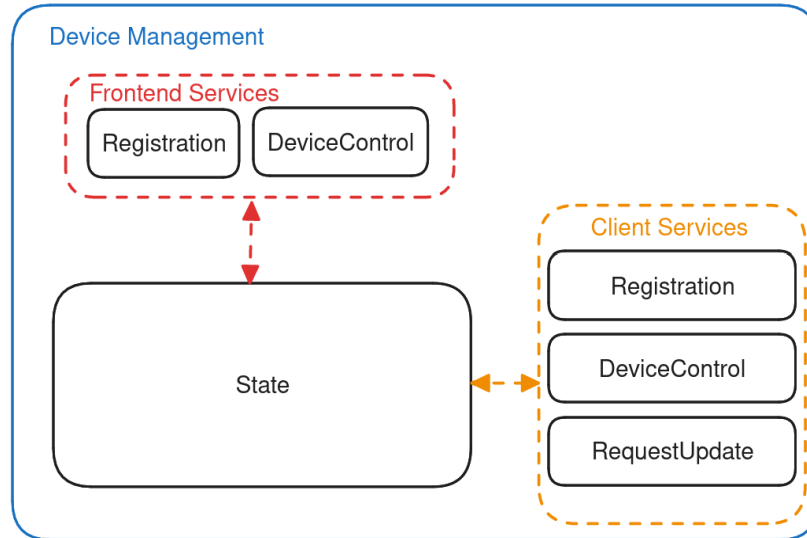 Device Management
Frontend Services
Registration
DeviceControl
State
Client Services
Registration
DeviceControl
RequestUpdate